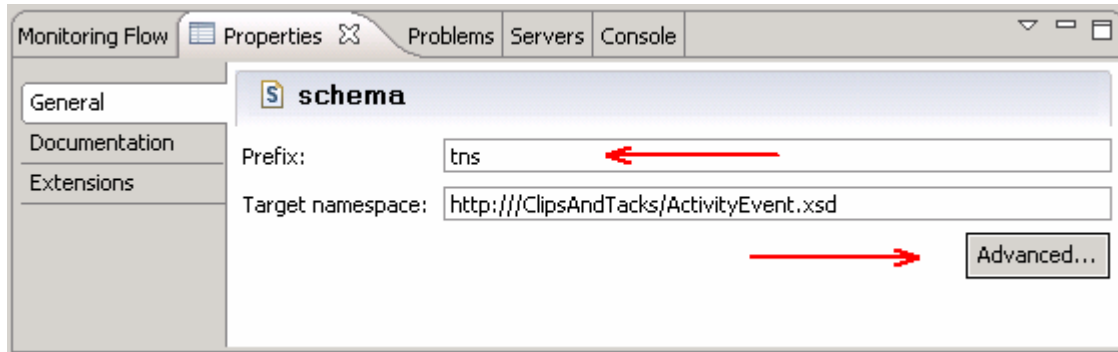 Monitoring Flow Properties Problems Servers Console
General
schema
Documentation
Prefix: tns
Extensions
Target namespace: http:///ClipsAndTacks/ActivityEvent.xsd
Advanced...